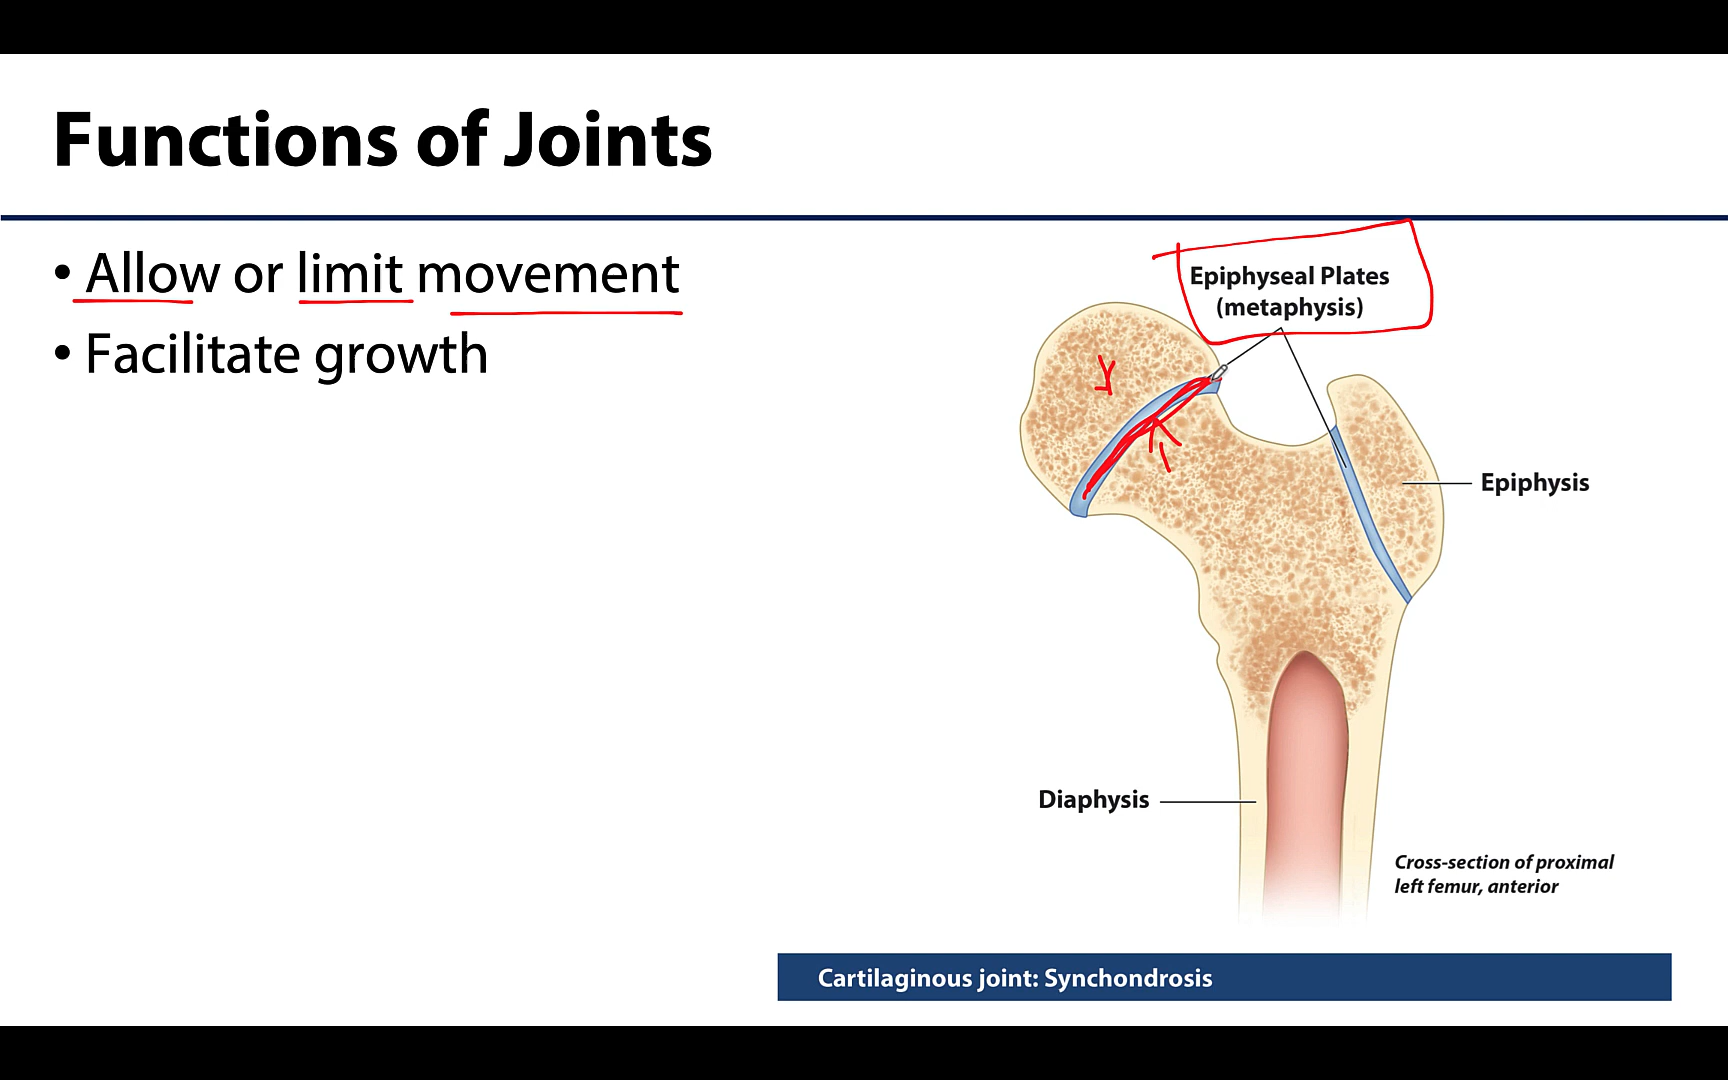 Functions of Joints
• Allow or limit movement
• Facilitate growth
Epiphyseal Plates
(metaphysis)
Epiphysis
Diaphysis
Cross-section of proximal
left femur, anterior
Cartilaginous joint: Synchondrosis